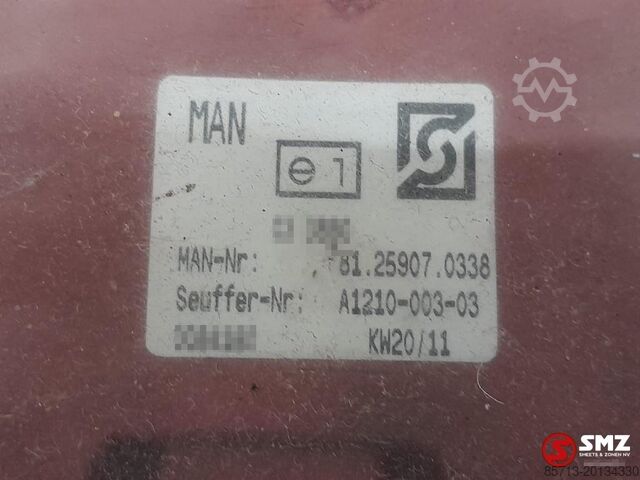 MAN
e1
MAN-Nr: 81.25907.0338
Seuffer-Nr: A1210-003-03
KW20/11
SMZ
SMEETS & ZONEN NV
85713-20134330